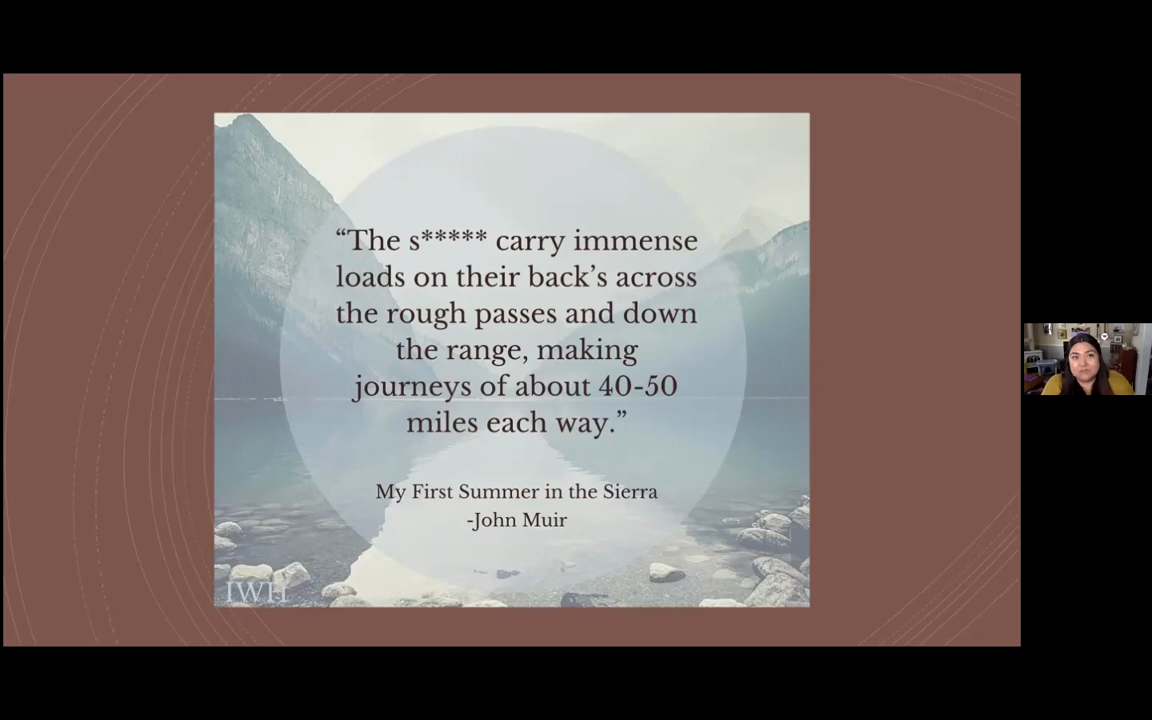 “The s***** carry immense
loads on their back’s across
the rough passes and down
the range, making
journeys of about 40-50
miles each way.”
My First Summer in the Sierra
-John Muir
IWH